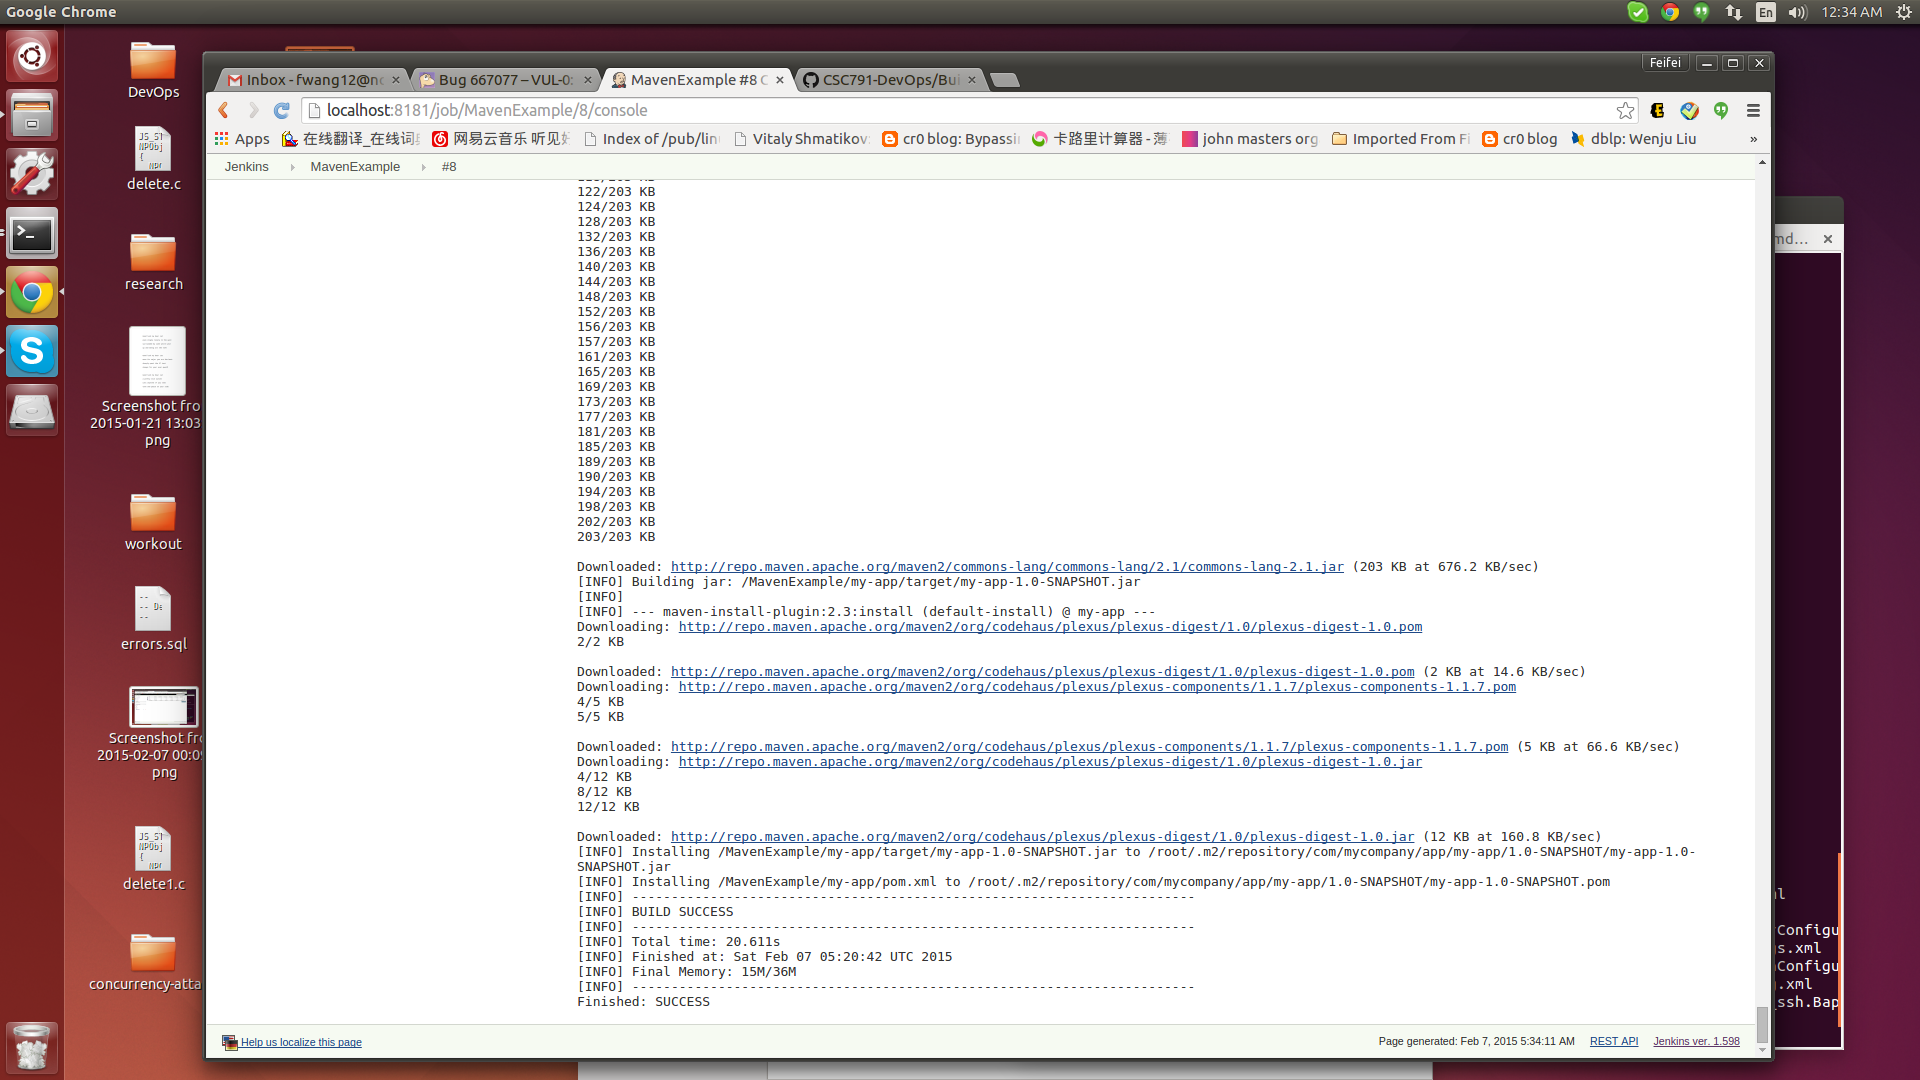 Google Chrome
En
12:34 AM
DevOps
JS_S
NPObj
{
Npr
delete.c
research
Screenshot fro
2015-01-21 13:03
png
workout
--
-- De
--
errors.sql
Screenshot fr
2015-02-07 00:0
png
JS_S
NPObj
{
Npr
delete1.c
concurrency-atta
Feifei
Inbox - fwang12@nc
Bug 667077 – VUL-0:
MavenExample #8 C
CSC791-DevOps/Bui
localhost:8181/job/MavenExample/8/console
Apps
在线翻译_在线词
网易云音乐 听见好
Index of /pub/lin
Vitaly Shmatikov
cr0 blog: Bypassi
卡路里计算器 - 薄
john masters org
Imported From Fi
cr0 blog
dblp: Wenju Liu
»
Jenkins
MavenExample
#8
122/203 KB
124/203 KB
128/203 KB
132/203 KB
136/203 KB
140/203 KB
144/203 KB
148/203 KB
152/203 KB
156/203 KB
157/203 KB
161/203 KB
165/203 KB
169/203 KB
173/203 KB
177/203 KB
181/203 KB
185/203 KB
189/203 KB
190/203 KB
194/203 KB
198/203 KB
202/203 KB
203/203 KB
Downloaded: http://repo.maven.apache.org/maven2/commons-lang/commons-lang/2.1/commons-lang-2.1.jar (203 KB at 676.2 KB/sec)
[INFO] Building jar: /MavenExample/my-app/target/my-app-1.0-SNAPSHOT.jar
[INFO]
[INFO] --- maven-install-plugin:2.3:install (default-install) @ my-app ---
Downloading: http://repo.maven.apache.org/maven2/org/codehaus/plexus/plexus-digest/1.0/plexus-digest-1.0.pom
2/2 KB
Downloaded: http://repo.maven.apache.org/maven2/org/codehaus/plexus/plexus-digest/1.0/plexus-digest-1.0.pom (2 KB at 14.6 KB/sec)
Downloading: http://repo.maven.apache.org/maven2/org/codehaus/plexus/plexus-components/1.1.7/plexus-components-1.1.7.pom
4/5 KB
5/5 KB
Downloaded: http://repo.maven.apache.org/maven2/org/codehaus/plexus/plexus-components/1.1.7/plexus-components-1.1.7.pom (5 KB at 66.6 KB/sec)
Downloading: http://repo.maven.apache.org/maven2/org/codehaus/plexus/plexus-digest/1.0/plexus-digest-1.0.jar
4/12 KB
8/12 KB
12/12 KB
Downloaded: http://repo.maven.apache.org/maven2/org/codehaus/plexus/plexus-digest/1.0/plexus-digest-1.0.jar (12 KB at 160.8 KB/sec)
[INFO] Installing /MavenExample/my-app/target/my-app-1.0-SNAPSHOT.jar to /root/.m2/repository/com/mycompany/app/my-app/1.0-SNAPSHOT/my-app-1.0-
SNAPSHOT.jar
[INFO] Installing /MavenExample/my-app/pom.xml to /root/.m2/repository/com/mycompany/app/my-app/1.0-SNAPSHOT/my-app-1.0-SNAPSHOT.pom
[INFO] ------------------------------------------------------------------------
[INFO] BUILD SUCCESS
[INFO] ------------------------------------------------------------------------
[INFO] Total time: 20.611s
[INFO] Finished at: Sat Feb 07 05:20:42 UTC 2015
[INFO] Final Memory: 15M/36M
[INFO] ------------------------------------------------------------------------
Finished: SUCCESS
Help us localize this page
Page generated: Feb 7, 2015 5:34:11 AM
REST API
Jenkins ver. 1.598
md...
Configu
s.xml
Configu
.xml
ssh.Bap